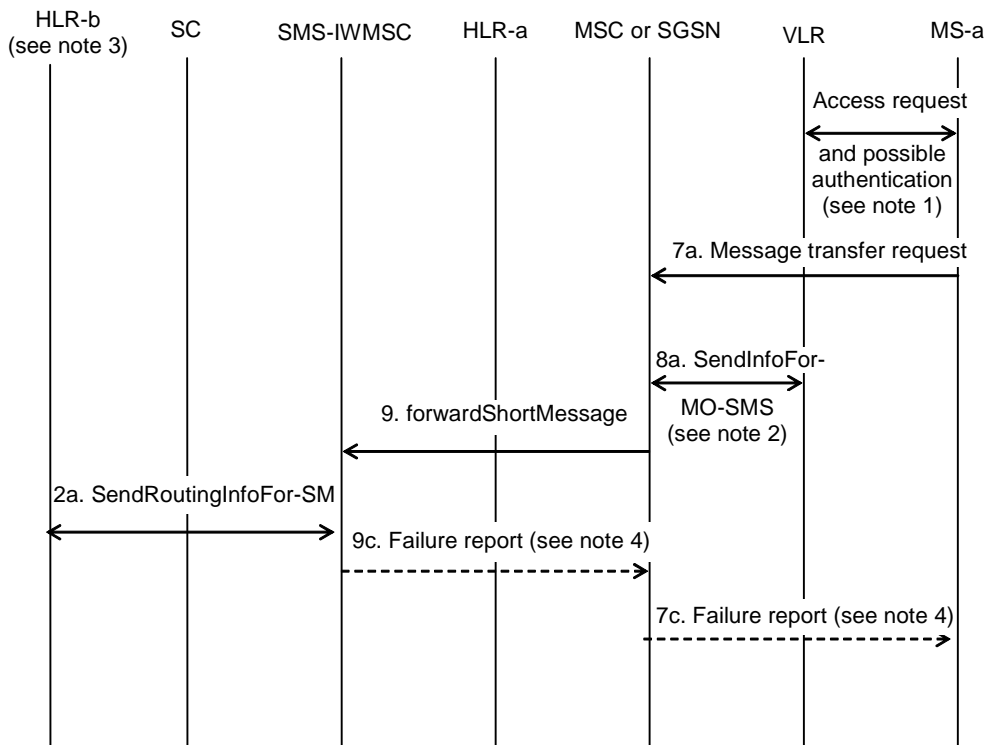 HLR-b
(see note 3)
SC
SMS-IWMSC
HLR-a
MSC or SGSN
VLR
MS-a
Access request
and possible
authentication
(see note 1)
7a. Message transfer request
8a. SendInfoFor-
MO-SMS
(see note 2)
9. forwardShortMessage
2a. SendRoutingInfoFor-SM
9c. Failure report (see note 4)
7c. Failure report (see note 4)